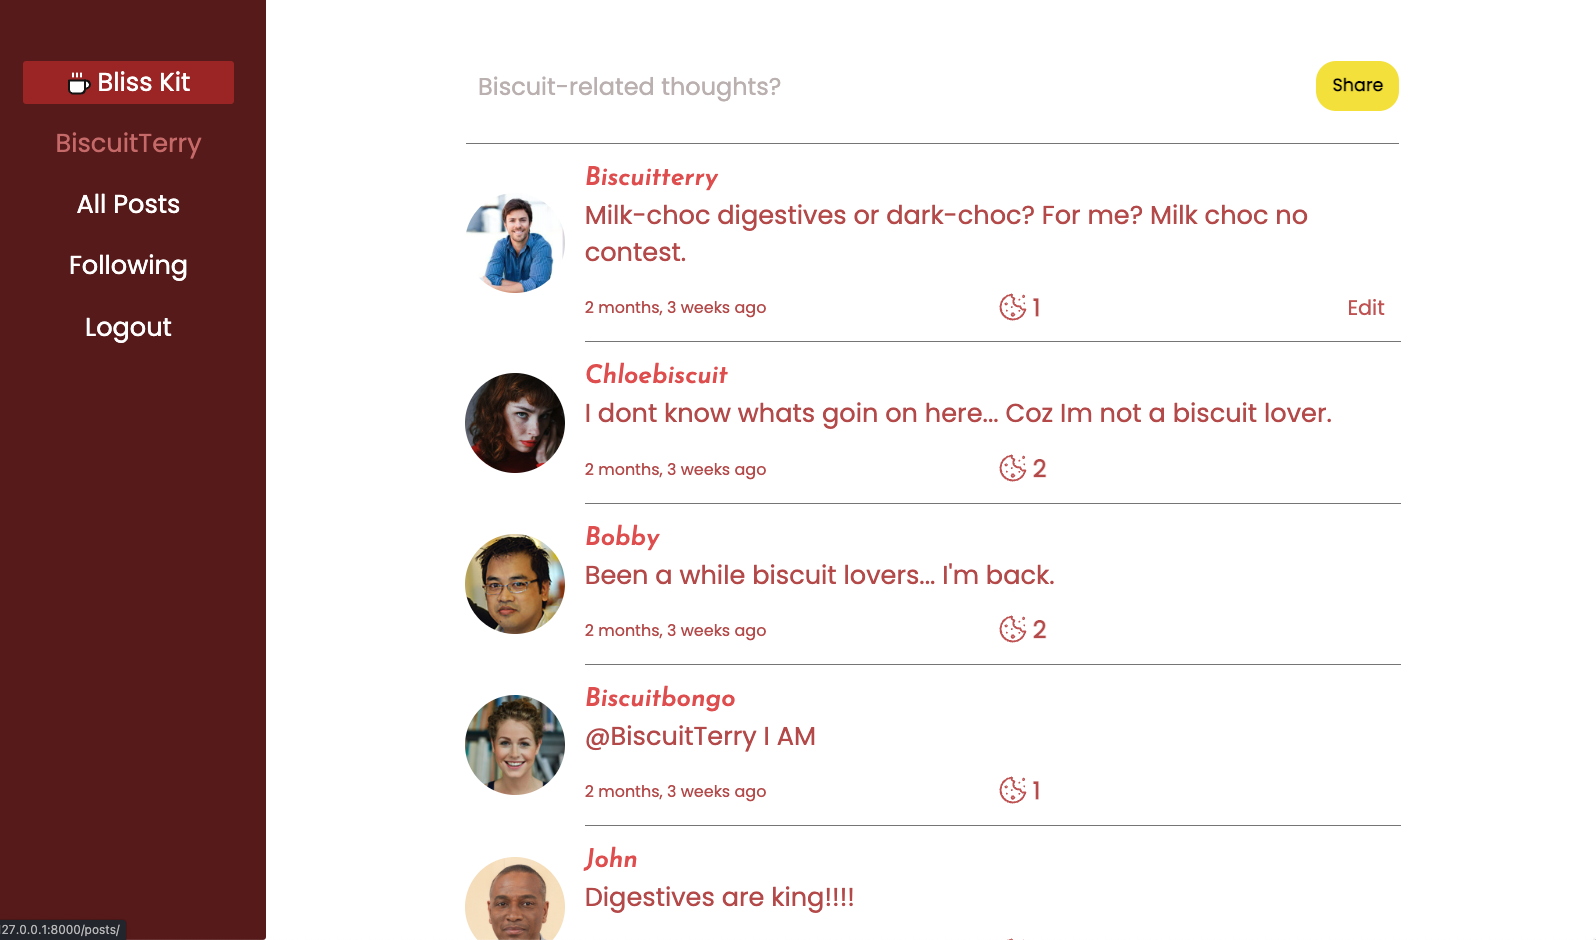 Bliss Kit
BiscuitTerry
All Posts
Following
Logout
Biscuit-related thoughts?
Share
Biscuitterry
Milk-choc digestives or dark-choc? For me? Milk choc no
contest.
2 months, 3 weeks ago
1
Edit
Chloebiscuit
I dont know whats goin on here... Coz Im not a biscuit lover.
2 months, 3 weeks ago
2
Bobby
Been a while biscuit lovers... I'm back.
2 months, 3 weeks ago
2
Biscuitbongo
@BiscuitTerry I AM
2 months, 3 weeks ago
1
John
Digestives are king!!!!
27.0.0.1:8000/posts/